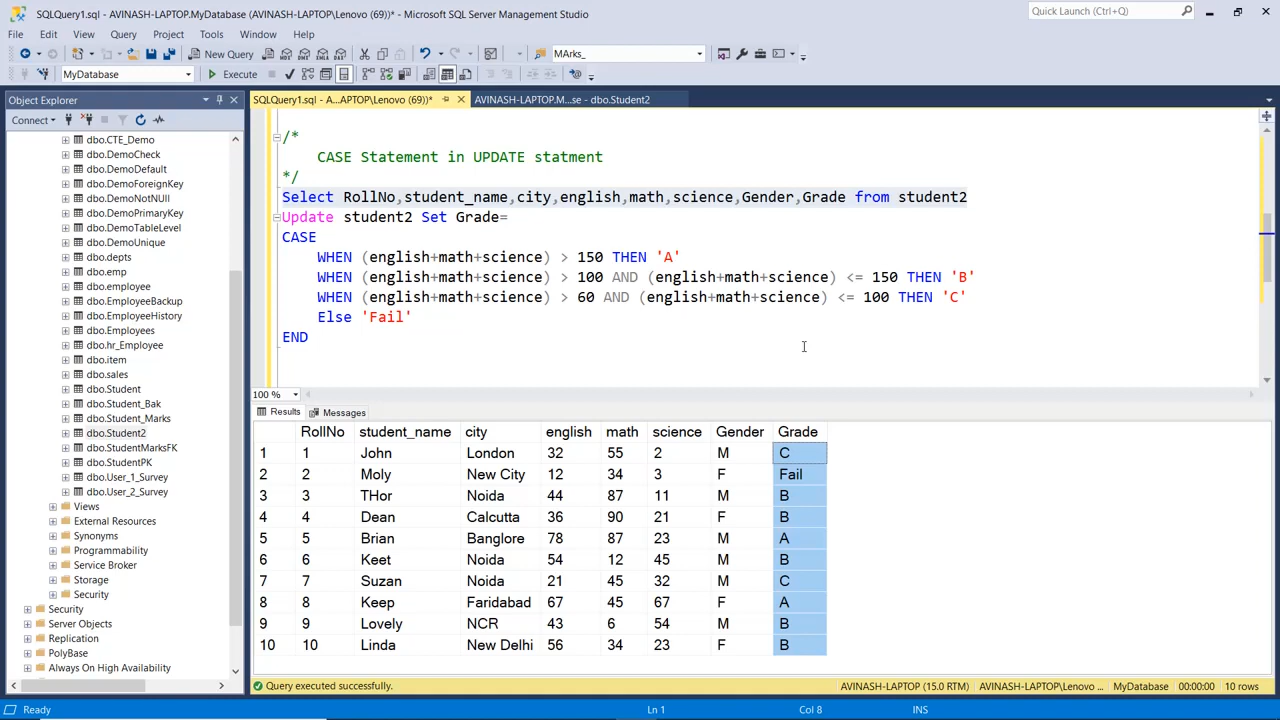 SQLQuery1.sql - AVINASH-LAPTOP.MyDatabase (AVINASH-LAPTOP\Lenovo (69))* - Microsoft SQL Server Management Studio
Quick Launch (Ctrl+Q)
File Edit View Query Project Tools Window Help
New Query MDX DMX XMLA DAX MArks_
MyDatabase Execute
Object Explorer
SQLQuery1.sql - A...APTOP\Lenovo (69))* AVINASH-LAPTOP.M...se - dbo.Student2
Connect
dbo.CTE_Demo
dbo.DemoCheck
dbo.DemoDefault
dbo.DemoForeignKey
dbo.DemoNotNUll
dbo.DemoPrimaryKey
dbo.DemoTableLevel
dbo.DemoUnique
dbo.depts
dbo.emp
dbo.employee
dbo.EmployeeBackup
dbo.EmployeeHistory
dbo.Employees
dbo.hr_Employee
dbo.item
dbo.sales
dbo.Student
dbo.Student_Bak
dbo.Student_Marks
dbo.Student2
dbo.StudentMarksFK
dbo.StudentPK
dbo.User_1_Survey
dbo.User_2_Survey
Views
External Resources
Synonyms
Programmability
Service Broker
Storage
Security
Security
Server Objects
Replication
PolyBase
Always On High Availability
/*
CASE Statement in UPDATE statment
*/
Select RollNo,student_name,city,english,math,science,Gender,Grade from student2
Update student2 Set Grade=
CASE
WHEN (english+math+science) > 150 THEN 'A'
WHEN (english+math+science) > 100 AND (english+math+science) <= 150 THEN 'B'
WHEN (english+math+science) > 60 AND (english+math+science) <= 100 THEN 'C'
Else 'Fail'
END
100 %
Results Messages
RollNo student_name city english math science Gender Grade
1 1 John London 32 55 2 M C
2 2 Moly New City 12 34 3 F Fail
3 3 THor Noida 44 87 11 M B
4 4 Dean Calcutta 36 90 21 F B
5 5 Brian Banglore 78 87 23 M A
6 6 Keet Noida 54 12 45 M B
7 7 Suzan Noida 21 45 32 M C
8 8 Keep Faridabad 67 45 67 F A
9 9 Lovely NCR 43 6 54 M B
10 10 Linda New Delhi 56 34 23 F B
Query executed successfully. AVINASH-LAPTOP (15.0 RTM) AVINASH-LAPTOP\Lenovo ... MyDatabase 00:00:00 10 rows
Ready Ln 1 Col 8 INS